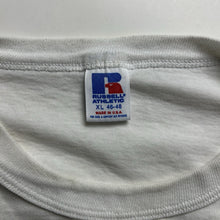 RUSSELL
ATHLETIC
XL 46-48
MADE IN U.S.A.